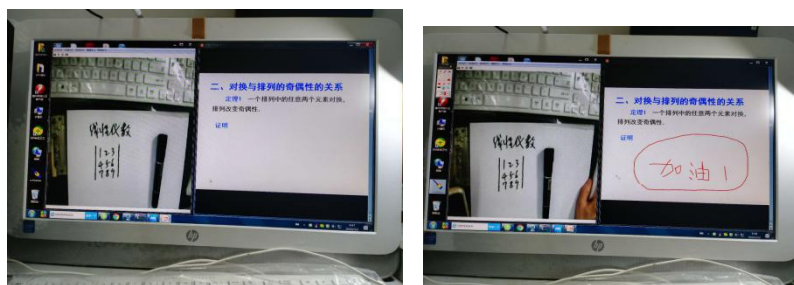 线性代数
1 2 3
4 5 6
7 8 9
二、对换与排列的奇偶性的关系
定理1 一个排列中的任意两个元素对换,
排列改变奇偶性.
证明
hp
线性代数
1 2 3
4 5 6
7 8 9
二、对换与排列的奇偶性的关系
定理1 一个排列中的任意两个元素对换,
排列改变奇偶性.
证明
加油!
hp